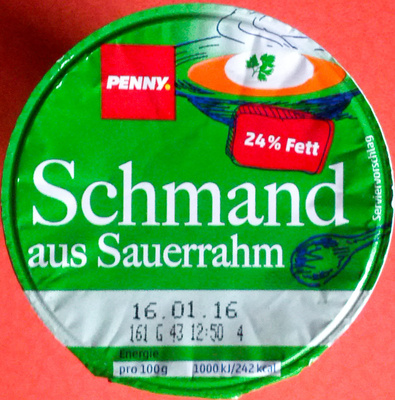 PENNY.
24% Fett
Schmand
aus Sauerrahm
Serviervorschlag
16.01.16
161 G 43 12:50 4
Energie
pro 100g 1000 kJ/242 kcal